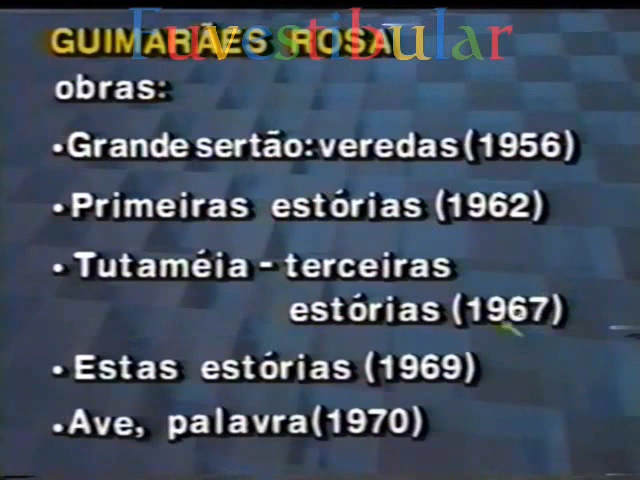 Fuvestibular
GUIMARÃES ROSA
obras:
•Grande sertão: veredas (1956)
•Primeiras estórias (1962)
• Tutaméia - terceiras
estórias (1967)
• Estas estórias (1969)
•Ave, palavra (1970)